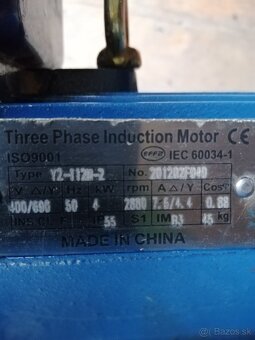 Three Phase Induction Motor CE
ISO9001 IEC 60034-1
Type Y2-112M-2 No.
V △/Y Hz kW rpm A △/Y Cosφ
400/690 50 4 2880 7.6/4.4 0.88
INS CL F IP 55 S1 IM B3 45 kg
MADE IN CHINA
bazos.sk